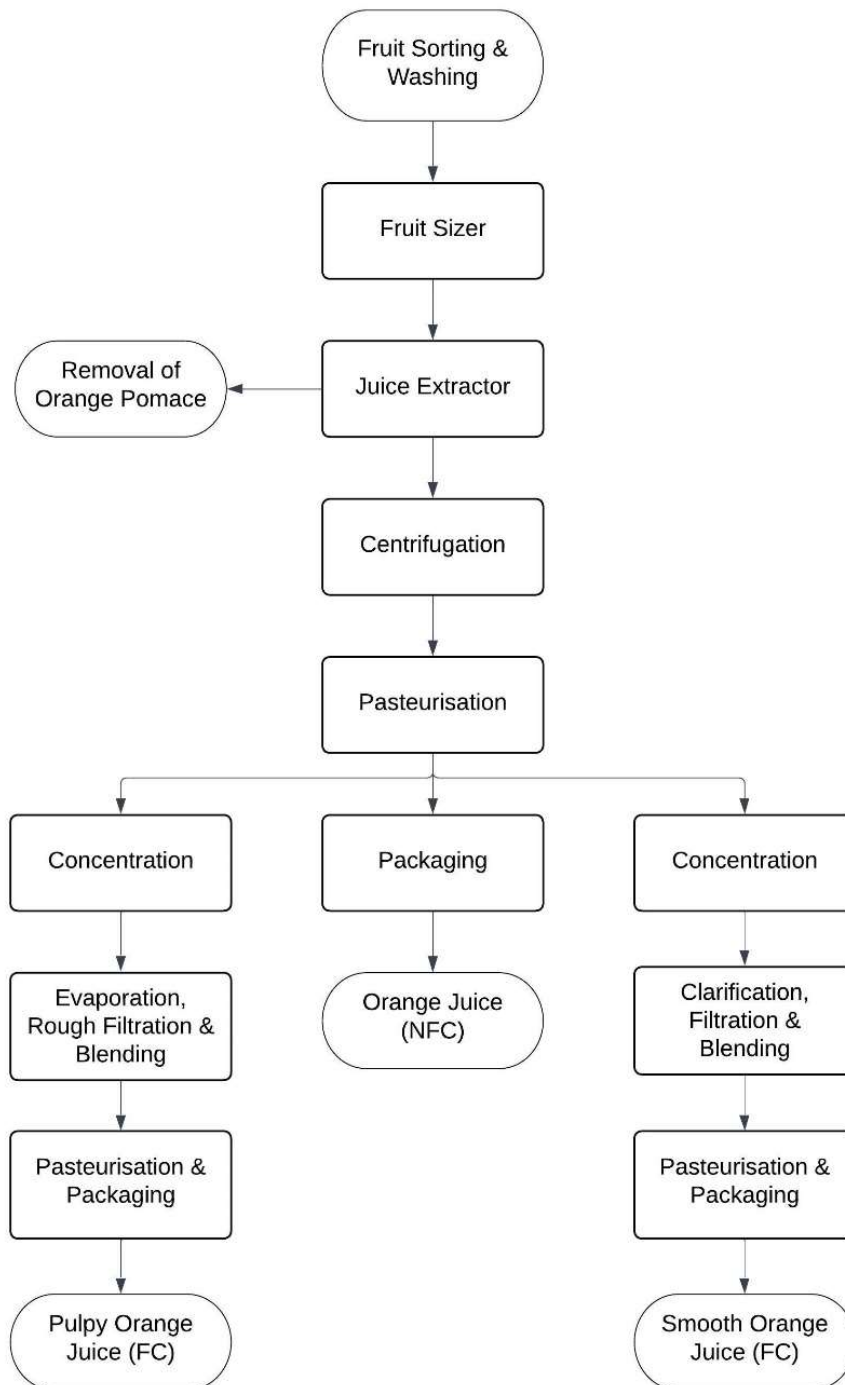 Fruit Sorting &
Washing
Fruit Sizer
Removal of
Orange Pomace
Juice Extractor
Centrifugation
Pasteurisation
Concentration
Packaging
Concentration
Evaporation,
Rough Filtration &
Blending
Orange Juice
(NFC)
Clarification,
Filtration &
Blending
Pasteurisation &
Packaging
Pasteurisation &
Packaging
Pulpy Orange
Juice (FC)
Smooth Orange
Juice (FC)